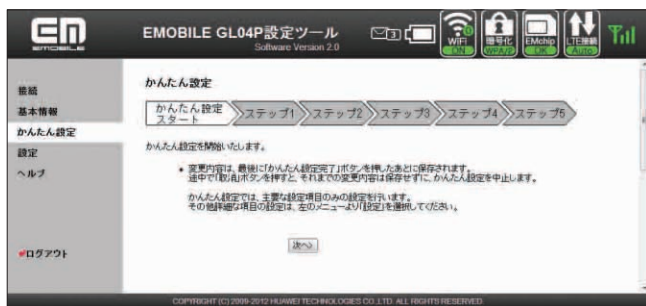 EM
EMOBILE
EMOBILE GL04P設定ツール
Software Version 2.0
3
WiFi
ON
暗号化
WPA/2
EMchip
OK
LTE接続
Auto
接続
基本情報
かんたん設定
設定
ヘルプ
ログアウト
かんたん設定
かんたん設定
スタート
ステップ1
ステップ2
ステップ3
ステップ4
ステップ5
かんたん設定を開始いたします。
変更内容は、最後に「かんたん設定完了」ボタンを押したあとに保存されます。
途中で「取消」ボタンを押すと、それまでの変更内容は保存せずに、かんたん設定を中止します。
かんたん設定では、主要な設定項目のみの設定を行います。
その他詳細な項目の設定は、左のメニューより「設定」を選択してください。
次へ>
COPYRIGHT (C) 2009-2012 HUAWEI TECHNOLOGIES CO.,LTD. ALL RIGHTS RESERVED.